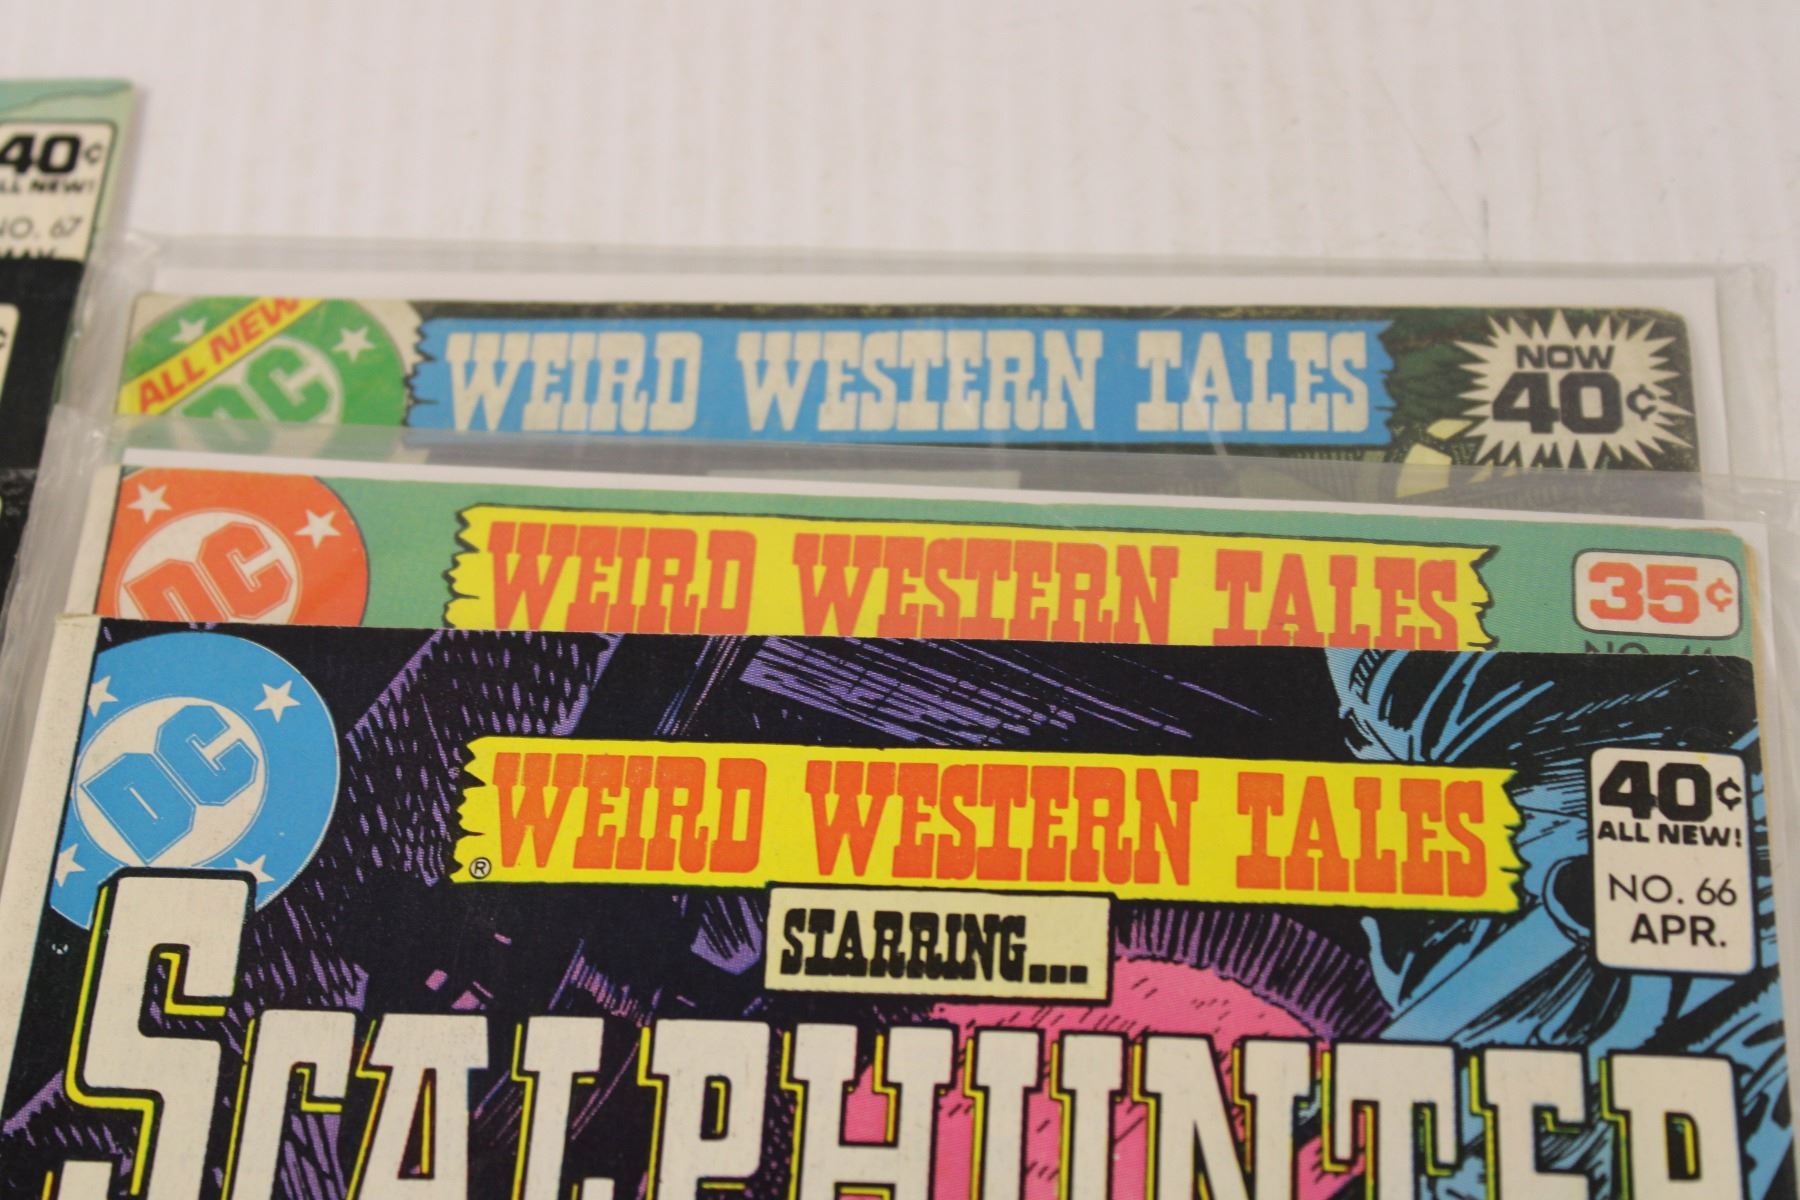 40¢
ALL NEW!
NO. 67
ALL NEW
DC
WEIRD WESTERN TALES
NOW
40¢
DC
WEIRD WESTERN TALES
35¢
DC
WEIRD WESTERN TALES
®
40¢
ALL NEW!
NO. 66
APR.
STARRING...
SCALPHUNTER